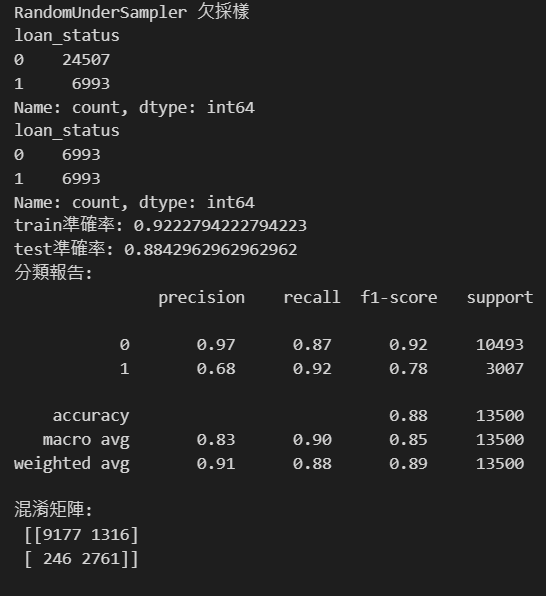 RandomUnderSampler 欠採樣
loan_status
0    24507
1     6993
Name: count, dtype: int64
loan_status
0    6993
1    6993
Name: count, dtype: int64
train準確率: 0.9222794222794223
test準確率: 0.8842962962962962
分類報告:
              precision    recall  f1-score   support
           0       0.97      0.87      0.92     10493
           1       0.68      0.92      0.78      3007
    accuracy                           0.88     13500
   macro avg       0.83      0.90      0.85     13500
weighted avg       0.91      0.88      0.89     13500
混淆矩陣:
 [[9177 1316]
 [ 246 2761]]